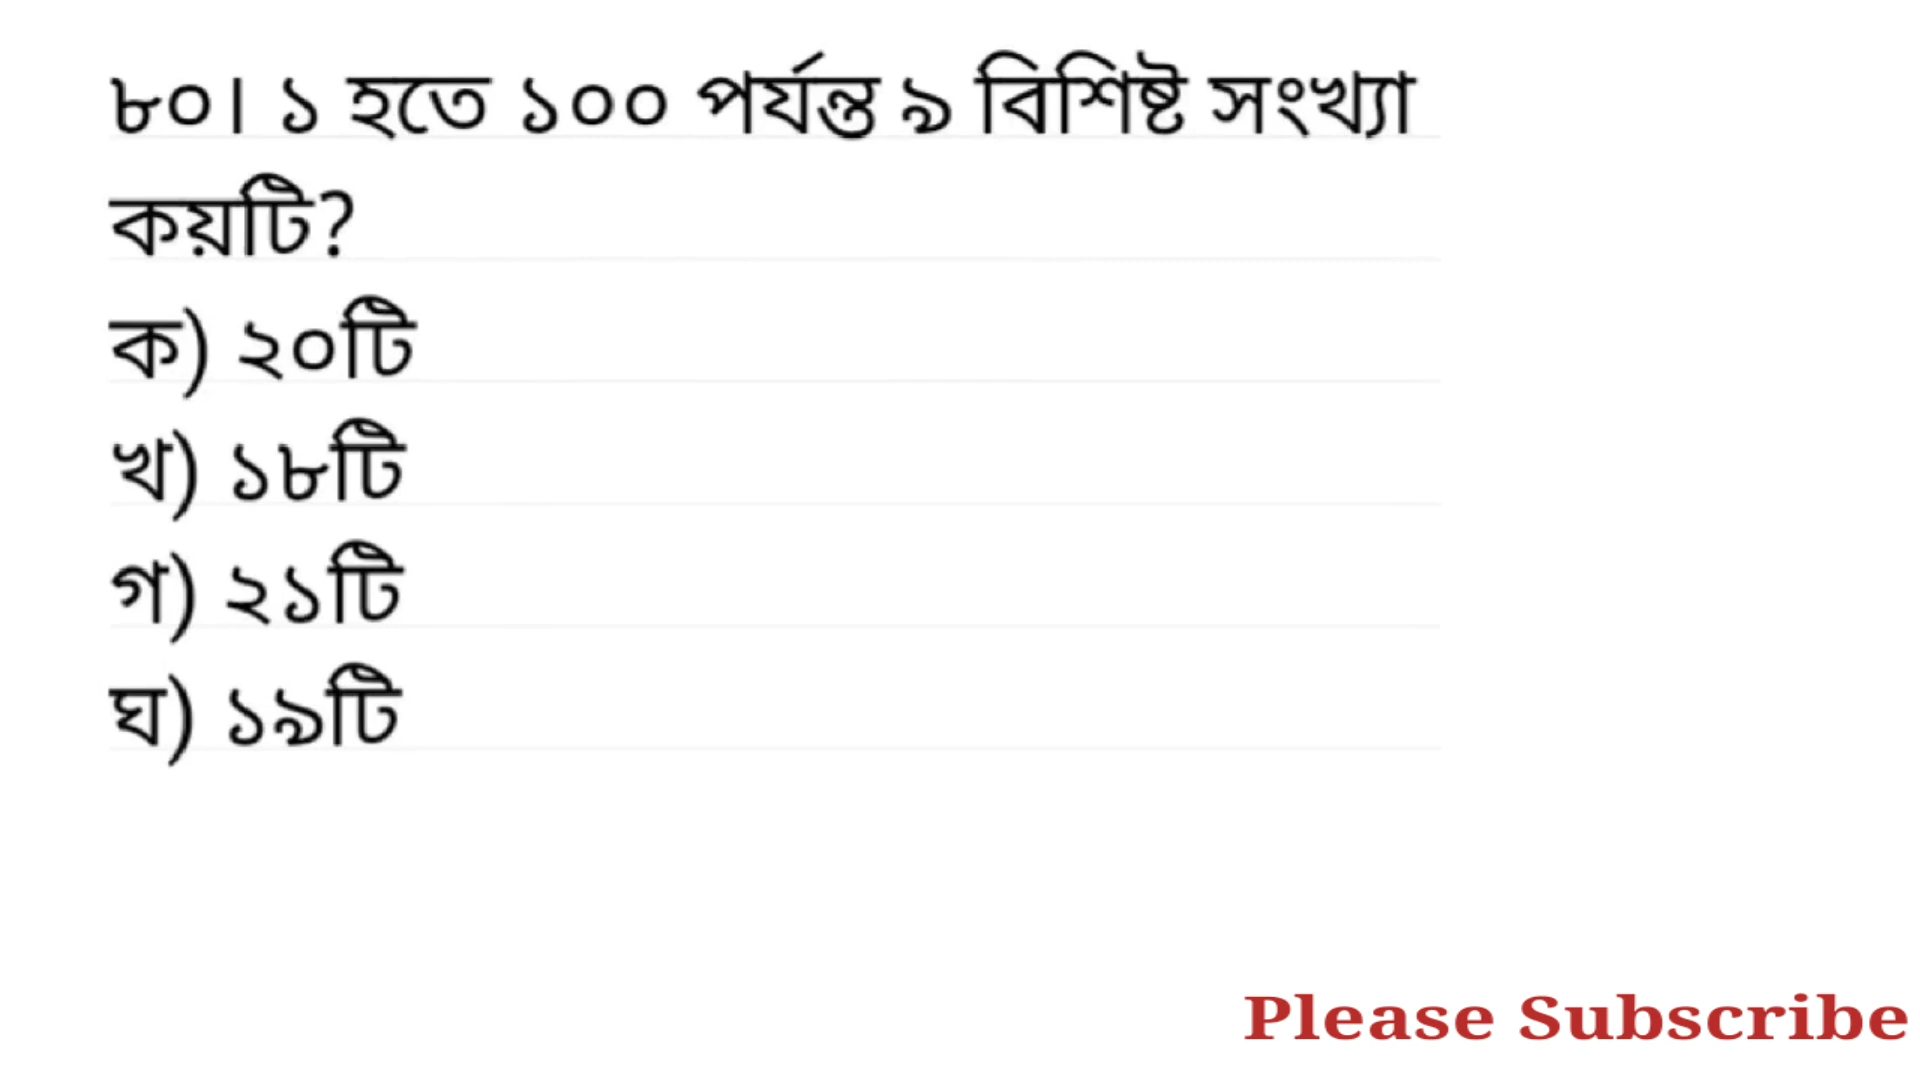 ৮০। ১ হতে ১০০ পর্যন্ত ৯ বিশিষ্ট সংখ্যা
কয়টি?
ক) ২০টি
খ) ১৮টি
গ) ২১টি
ঘ) ১৯টি
Please Subscribe